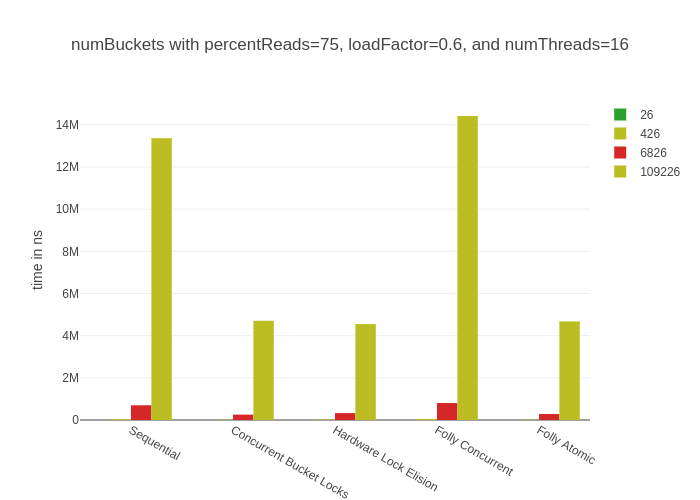 numBuckets with percentReads=75, loadFactor=0.6, and numThreads=16
26
426
6826
109226
time in ns
14M
12M
10M
8M
6M
4M
2M
0
Sequential
Concurrent Bucket Locks
Hardware Lock Elision
Folly Concurrent
Folly Atomic